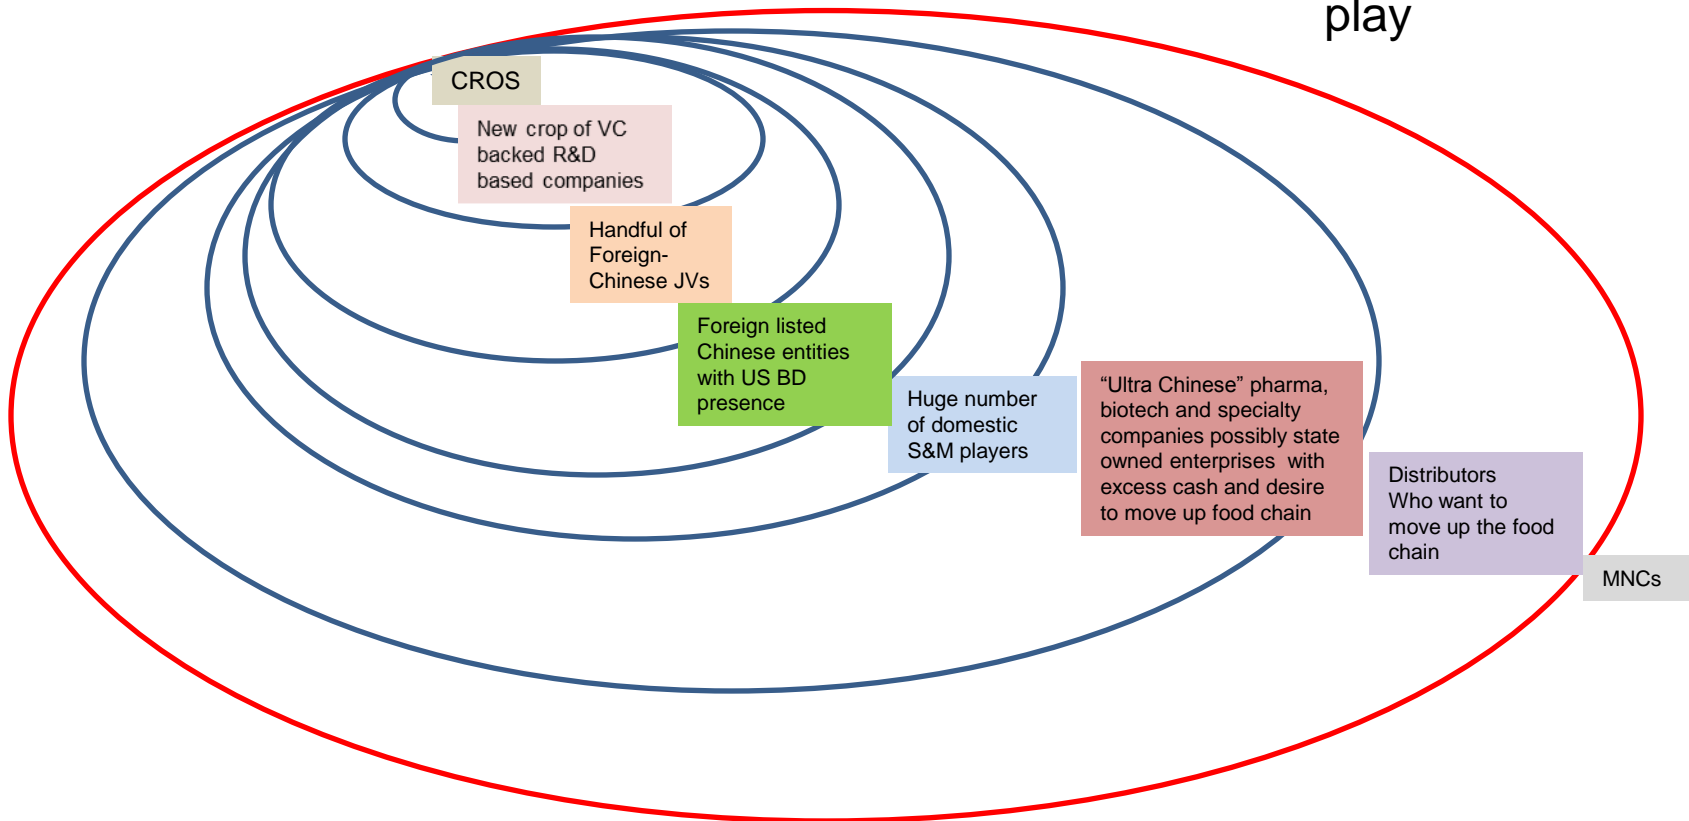 play
CROS
New crop of VC
backed R&D
based companies
Handful of
Foreign-
Chinese JVs
Foreign listed
Chinese entities
with US BD
presence
Huge number
of domestic
S&M players
“Ultra Chinese” pharma,
biotech and specialty
companies possibly state
owned enterprises with
excess cash and desire
to move up food chain
Distributors
Who want to
move up the food
chain
MNCs